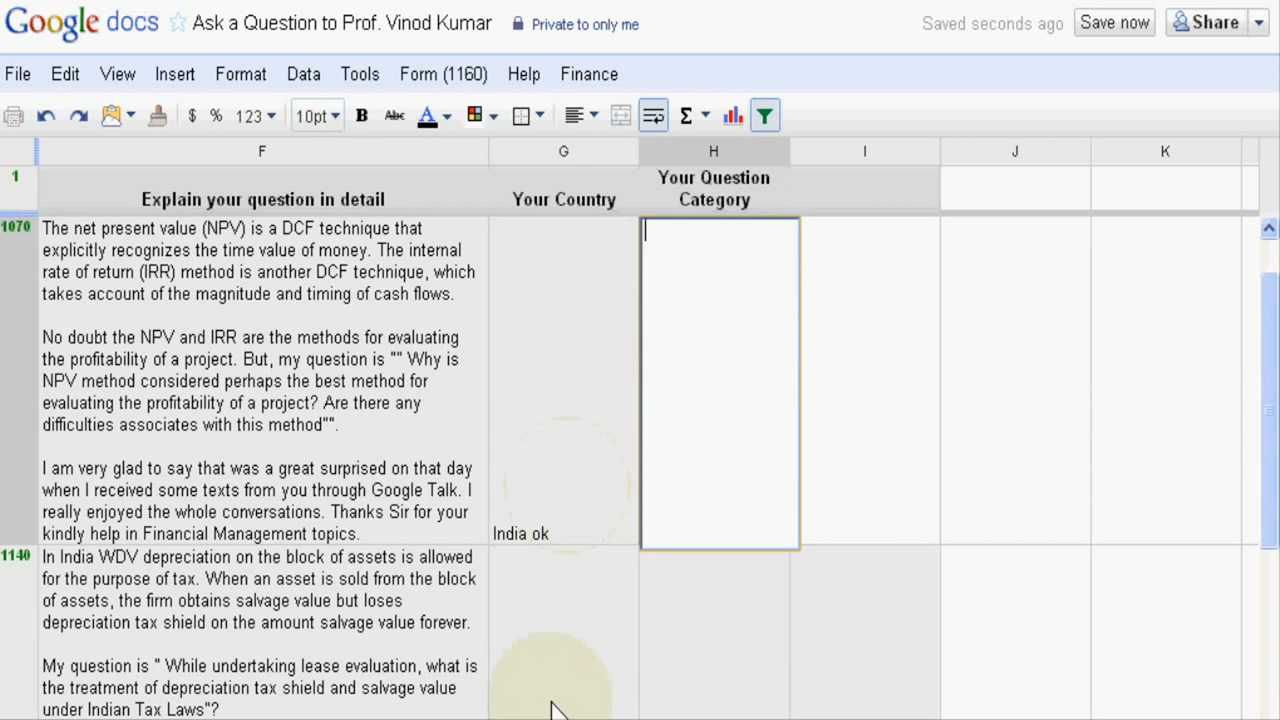 Google docs Ask a Question to Prof. Vinod Kumar Private to only me Saved seconds ago Save now Share
File Edit View Insert Format Data Tools Form (1160) Help Finance
$ % 123 10pt B Abc A Σ
F G H I J K
1 Explain your question in detail Your Country Your Question
Category
1070 The net present value (NPV) is a DCF technique that
explicitly recognizes the time value of money. The internal
rate of return (IRR) method is another DCF technique, which
takes account of the magnitude and timing of cash flows.
No doubt the NPV and IRR are the methods for evaluating
the profitability of a project. But, my question is "" Why is
NPV method considered perhaps the best method for
evaluating the profitability of a project? Are there any
difficulties associates with this method"".
I am very glad to say that was a great surprised on that day
when I received some texts from you through Google Talk. I
really enjoyed the whole conversations. Thanks Sir for your
kindly help in Financial Management topics. India ok
1140 In India WDV depreciation on the block of assets is allowed
for the purpose of tax. When an asset is sold from the block
of assets, the firm obtains salvage value but loses
depreciation tax shield on the amount salvage value forever.
My question is " While undertaking lease evaluation, what is
the treatment of depreciation tax shield and salvage value
under Indian Tax Laws"?